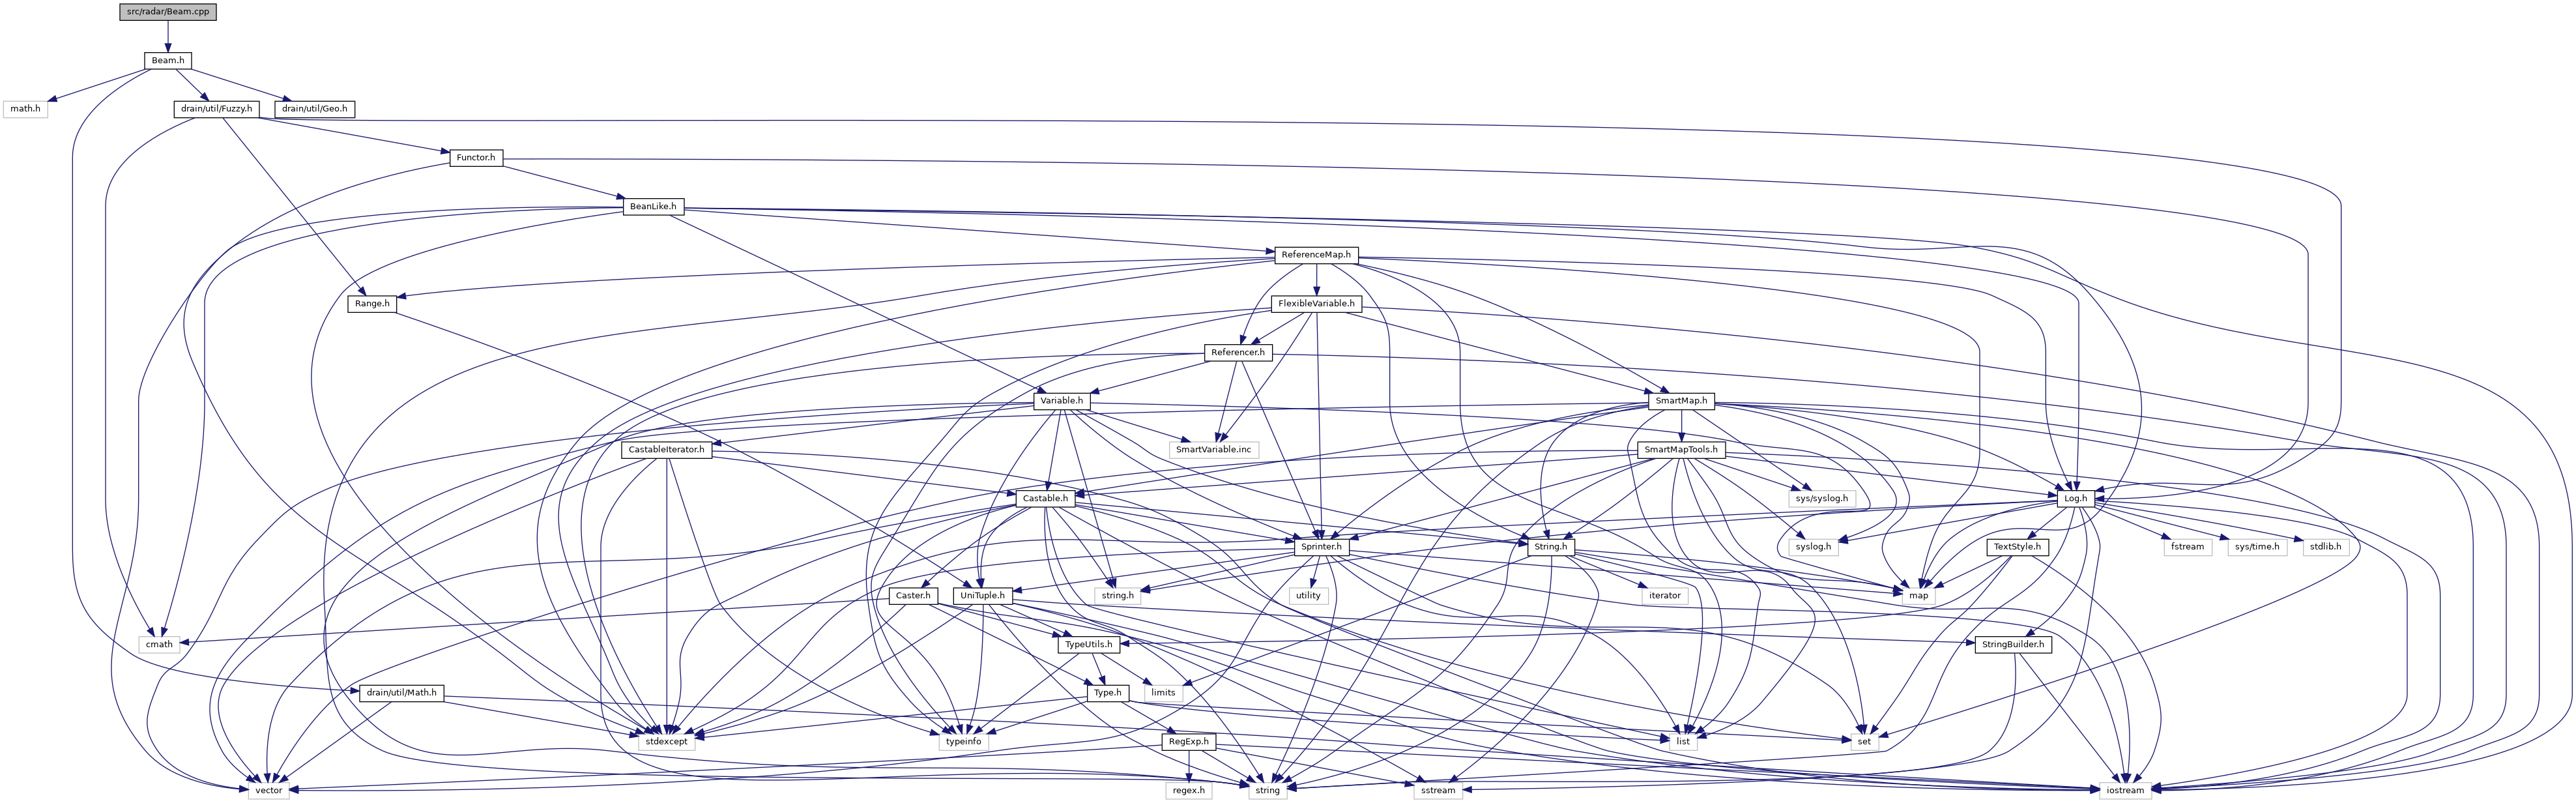 src/radar/Beam.cpp
Beam.h
math.h
drain/util/Fuzzy.h
drain/util/Geo.h
Functor.h
BeanLike.h
ReferenceMap.h
Range.h
FlexibleVariable.h
Referencer.h
Variable.h
SmartMap.h
CastableIterator.h
SmartVariable.inc
SmartMapTools.h
Castable.h
sys/syslog.h
Log.h
Sprinter.h
String.h
syslog.h
TextStyle.h
fstream
sys/time.h
stdlib.h
Caster.h
UniTuple.h
string.h
utility
iterator
map
cmath
TypeUtils.h
StringBuilder.h
drain/util/Math.h
Type.h
limits
stdexcept
typeinfo
RegExp.h
list
set
vector
regex.h
string
sstream
iostream